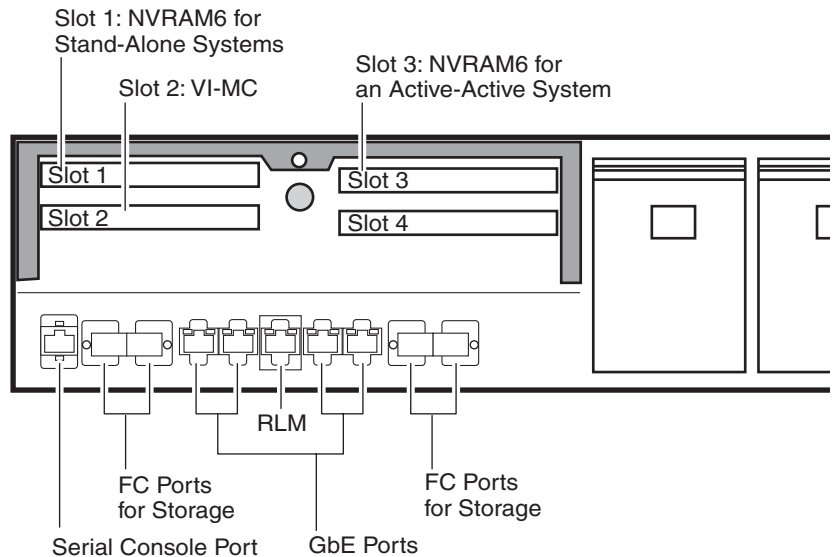 Slot 1: NVRAM6 for
Stand-Alone Systems
Slot 2: VI-MC
Slot 3: NVRAM6 for
an Active-Active System
Slot 1
Slot 2
Slot 3
Slot 4
RLM
FC Ports
for Storage
FC Ports
for Storage
Serial Console Port
GbE Ports